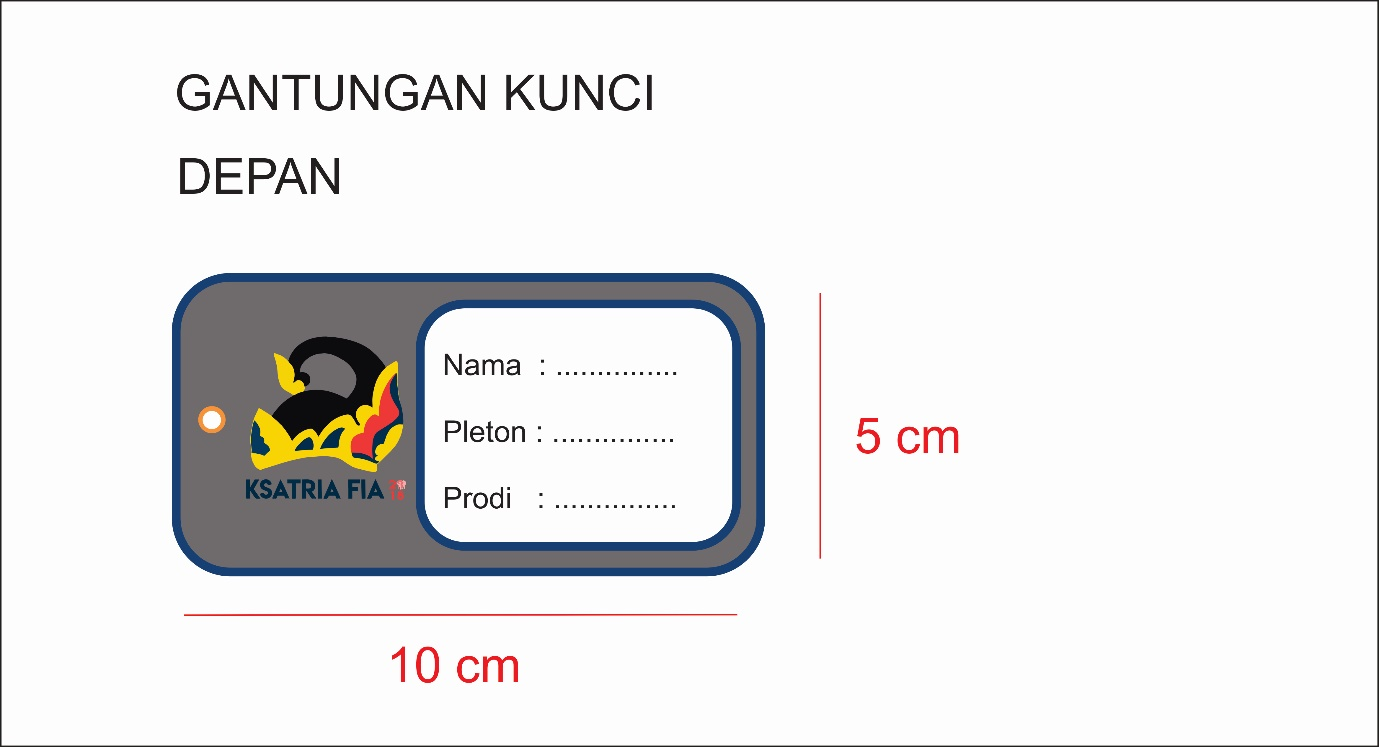 GANTUNGAN KUNCI
DEPAN
Nama : ...............
Pleton : ...............
Prodi : ...............
KSATRIA FIA
5 cm
10 cm